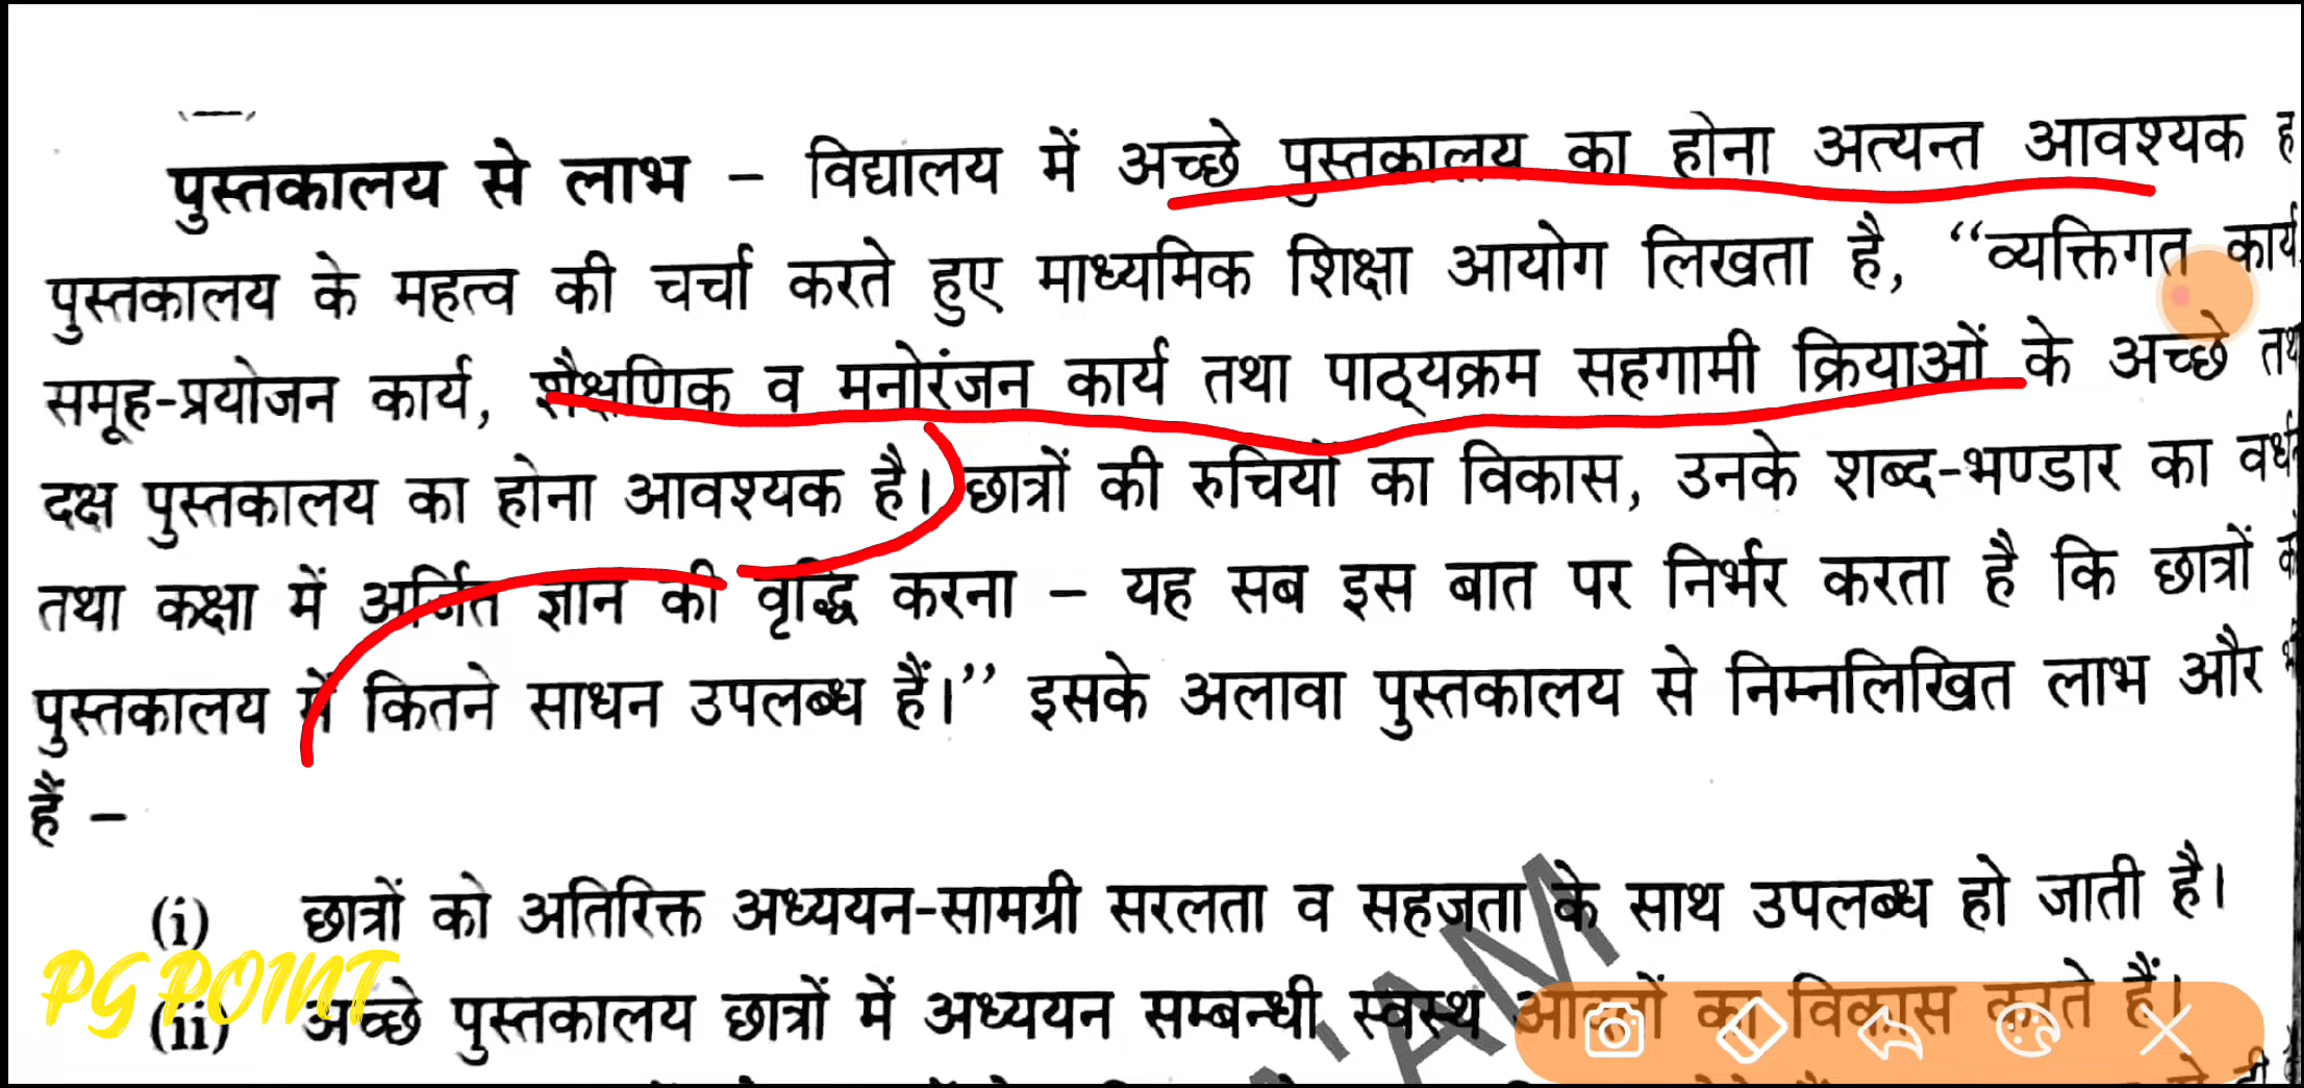 पुस्तकालय से लाभ – विद्यालय में अच्छे पुस्तकालय का होना अत्यन्त आवश्यक
पुस्तकालय के महत्व की चर्चा करते हुए माध्यमिक शिक्षा आयोग लिखता है, “व्यक्तिगत कार्य
समूह-प्रयोजन कार्य, शैक्षणिक व मनोरंजन कार्य तथा पाठ्यक्रम सहगामी क्रियाओं के अच्छे
दक्ष पुस्तकालय का होना आवश्यक है। छात्रों की रुचियों का विकास, उनके शब्द-भण्डार का
तथा कक्षा में अर्जित ज्ञान की वृद्धि करना – यह सब इस बात पर निर्भर करता है कि छात्रों
पुस्तकालय में कितने साधन उपलब्ध हैं।” इसके अलावा पुस्तकालय से निम्नलिखित लाभ और
हैं –
(i) छात्रों को अतिरिक्त अध्ययन-सामग्री सरलता व सहजता के साथ उपलब्ध हो जाती है।
PG POINT
(ii) अच्छे पुस्तकालय छात्रों में अध्ययन सम्बन्धी स्वस्थ आदतों का विकास करते हैं।